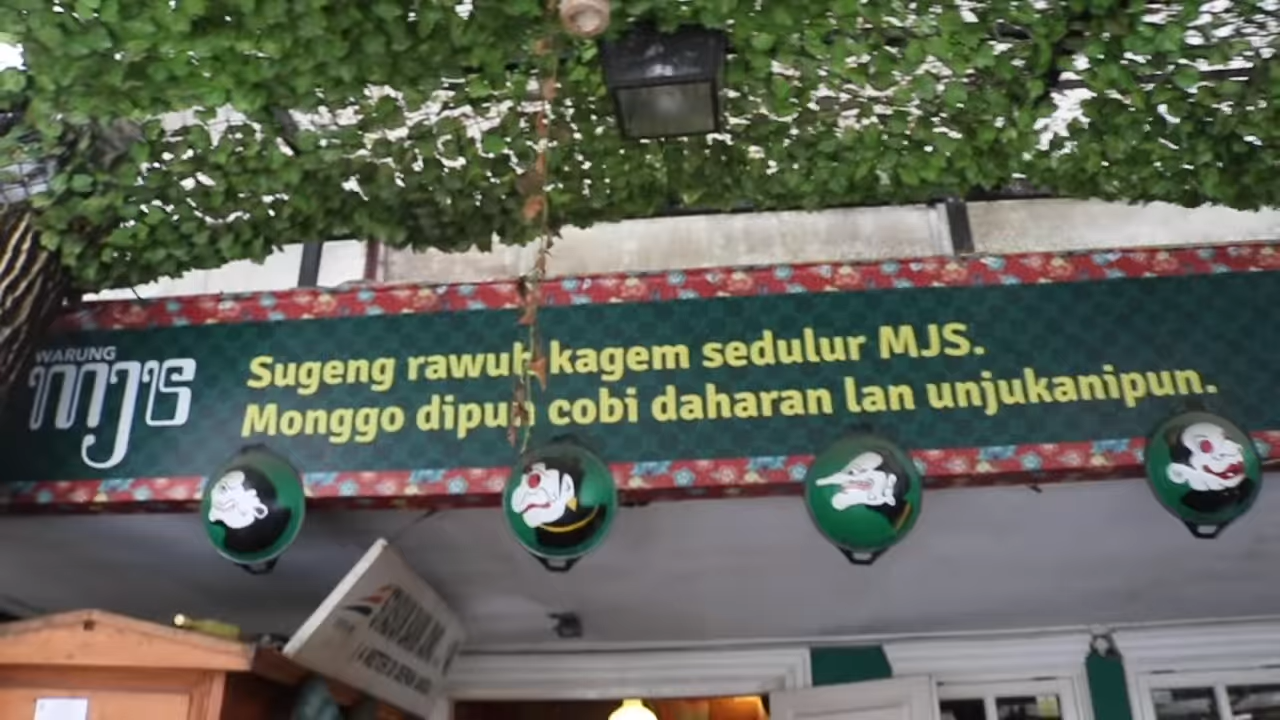 WARUNG
mjs
Sugeng rawuh kagem sedulur MJS.
Monggo dipun cobi daharan lan unjukanipun.